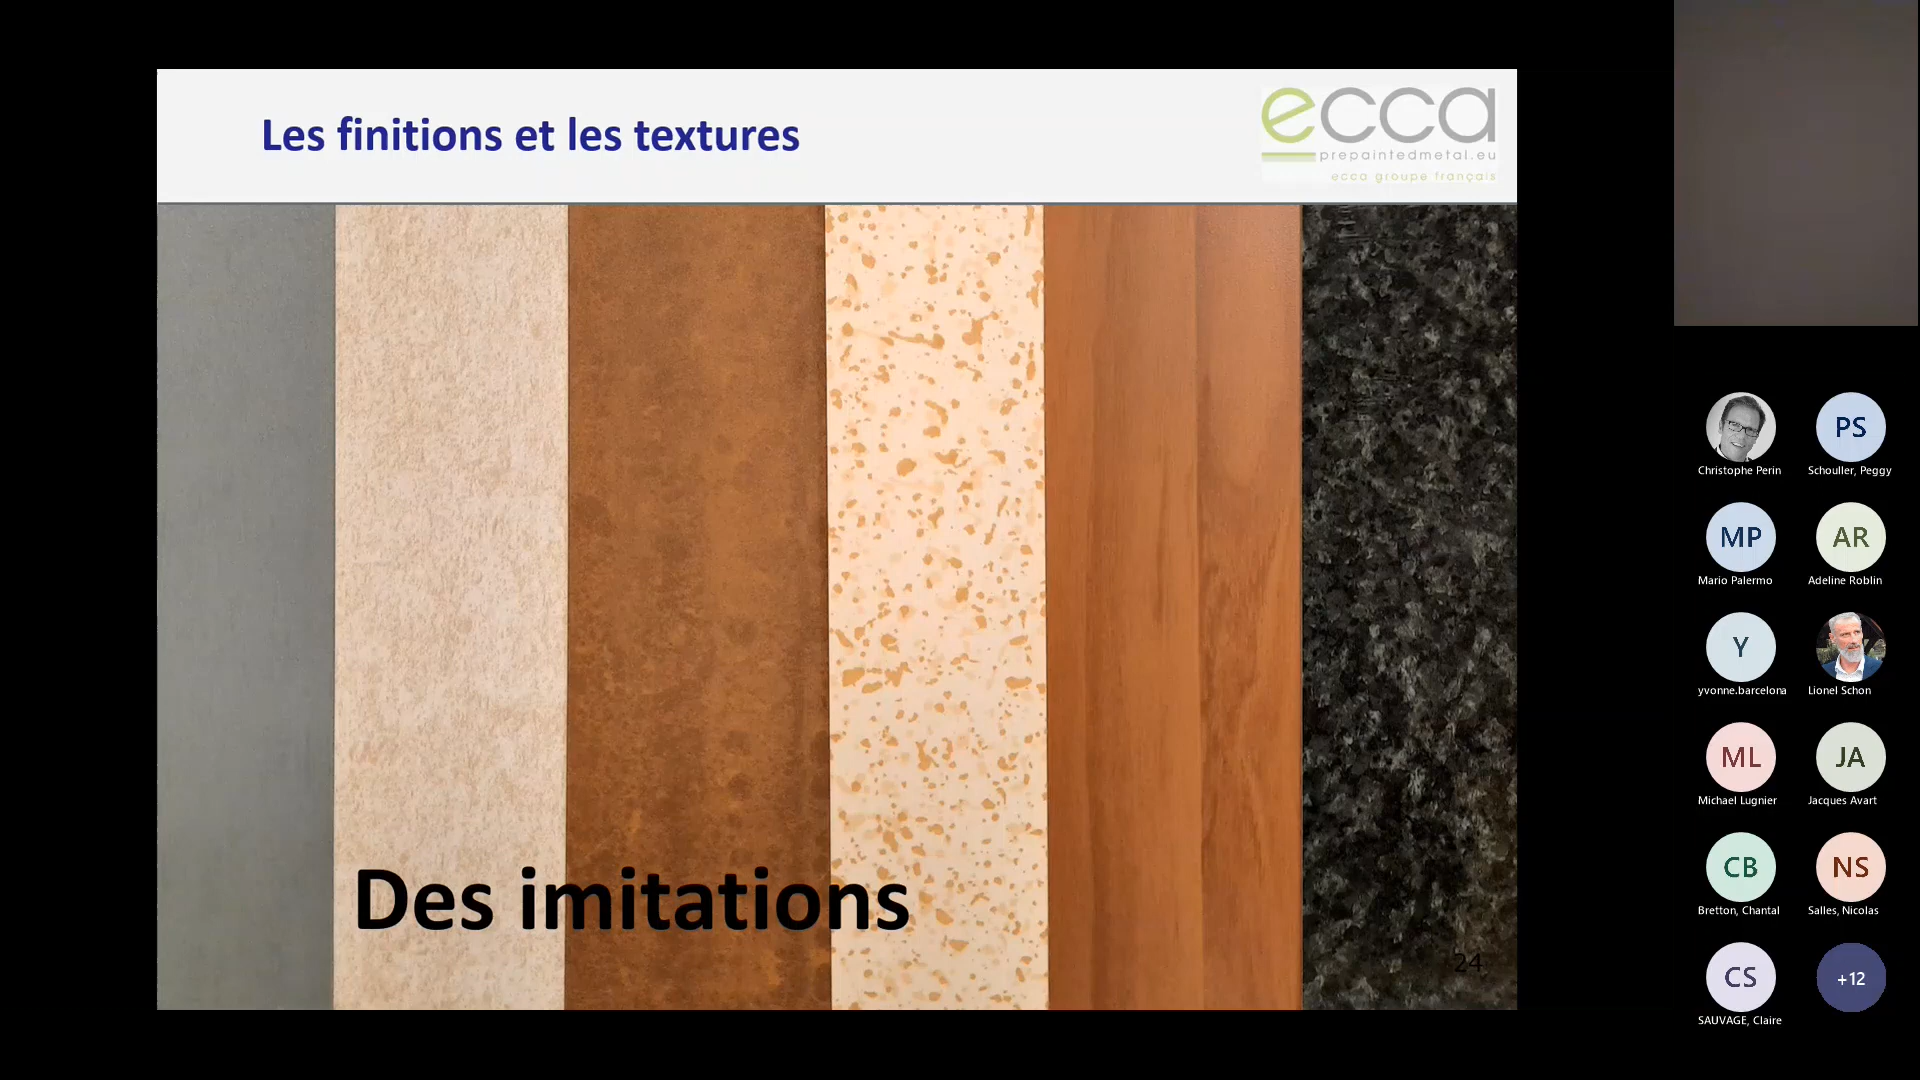 Les finitions et les textures
ecca
prepaintedmetal.eu
ecca groupe français
Des imitations
24
Christophe Perin
PS
Schouller, Peggy
MP
Mario Palermo
AR
Adeline Roblin
Y
yvonne.barcelona
Lionel Schon
ML
Michael Lugnier
JA
Jacques Avart
CB
Bretton, Chantal
NS
Salles, Nicolas
CS
SAUVAGE, Claire
+12